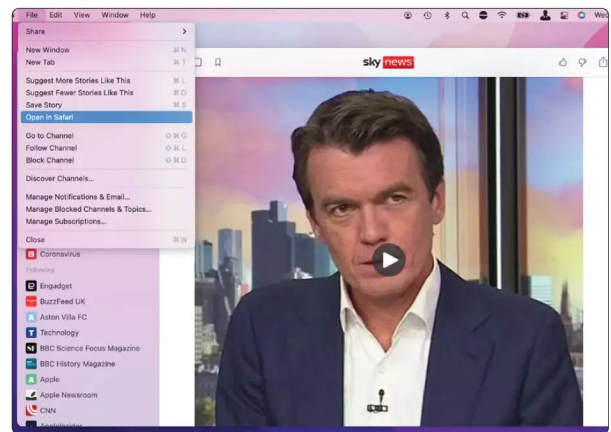 File Edit View Window Help
Wed
Share >
New Window ⌘ N
New Tab ⌘ T
sky news
Suggest More Stories Like This ⌘ L
Suggest Fewer Stories Like This ⌘ D
Save Story ⌘ S
Open in Safari
Go to Channel ⇧ ⌘ G
Follow Channel ⇧ ⌘ L
Block Channel ⇧ ⌘ D
Discover Channels...
Manage Notifications & Email...
Manage Blocked Channels & Topics...
Manage Subscriptions...
Close ⌘ W
Coronavirus
Following
Engadget
BuzzFeed UK
Aston Villa FC
Technology
BBC Science Focus Magazine
BBC History Magazine
Apple
Apple Newsroom
CNN
AppleInsider